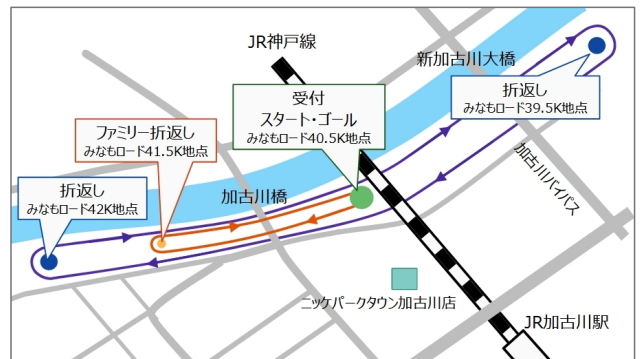 JR神戸線
新加古川大橋
折返し
みなもロード39.5K地点
受付
スタート・ゴール
みなもロード40.5K地点
ファミリー折返し
みなもロード41.5K地点
加古川バイパス
折返し
みなもロード42K地点
加古川橋
ニッケパークタウン加古川店
JR加古川駅